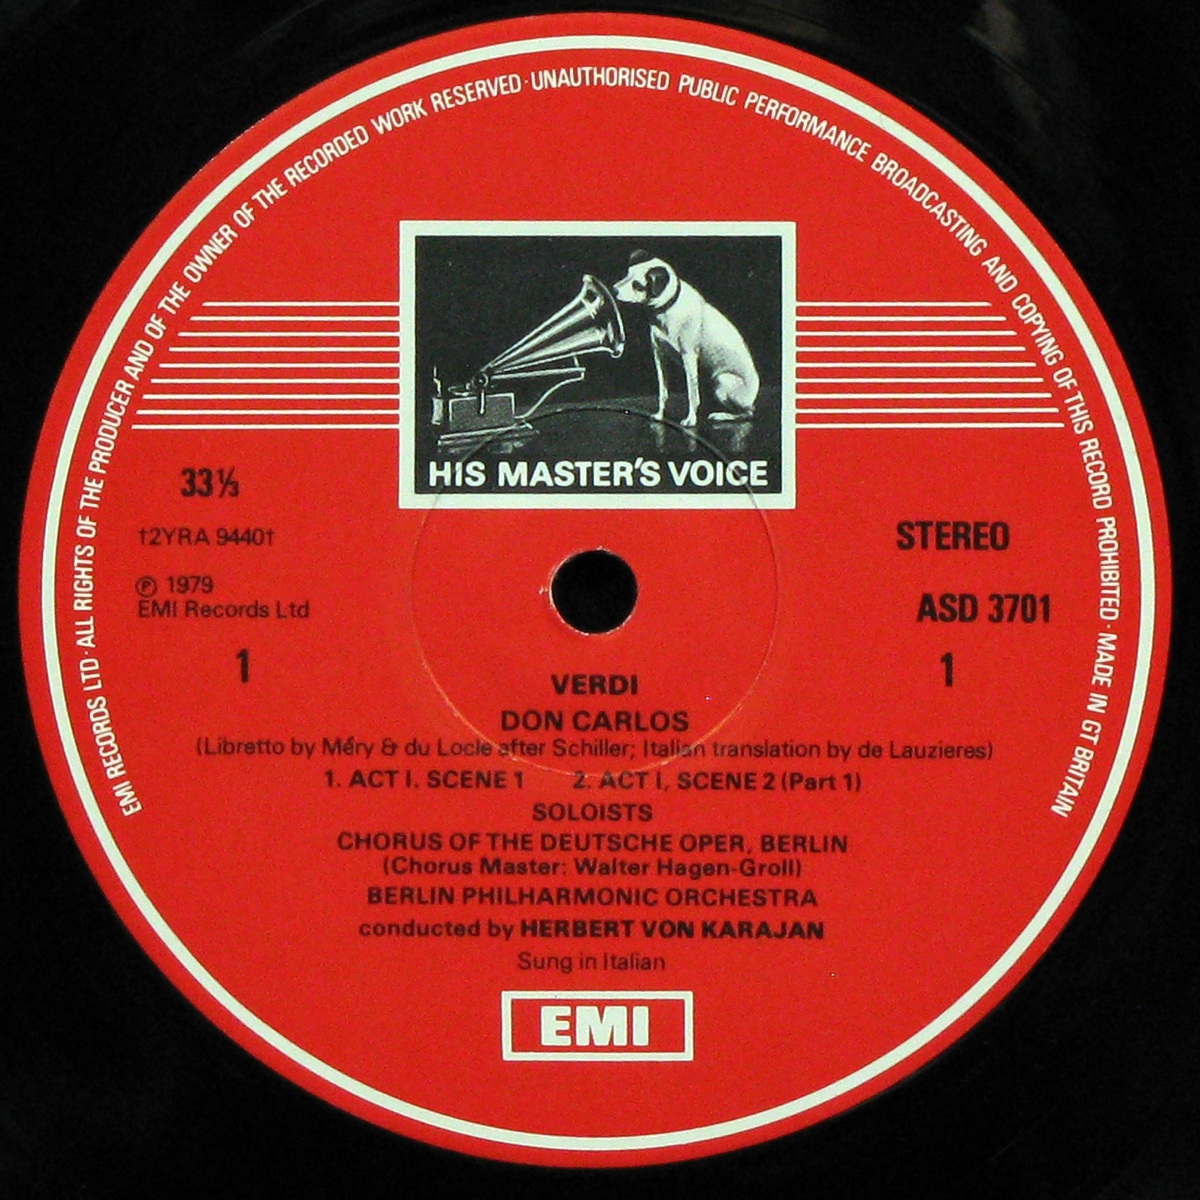 EMI RECORDS LTD · ALL RIGHTS OF THE PRODUCER AND OF THE OWNER OF THE RECORDED WORK RESERVED · UNAUTHORISED PUBLIC PERFORMANCE BROADCASTING AND COPYING OF THIS RECORD PROHIBITED · MADE IN GT BRITAIN
HIS MASTER'S VOICE
33⅓
†2YRA 9440†
℗ 1979
EMI Records Ltd
1
STEREO
ASD 3701
1
VERDI
DON CARLOS
(Libretto by Méry & du Locle after Schiller; Italian translation by de Lauzieres)
1. ACT I. SCENE 1 2. ACT I, SCENE 2 (Part 1)
SOLOISTS
CHORUS OF THE DEUTSCHE OPER, BERLIN
(Chorus Master: Walter Hagen-Groll)
BERLIN PHILHARMONIC ORCHESTRA
conducted by HERBERT VON KARAJAN
Sung in Italian
EMI